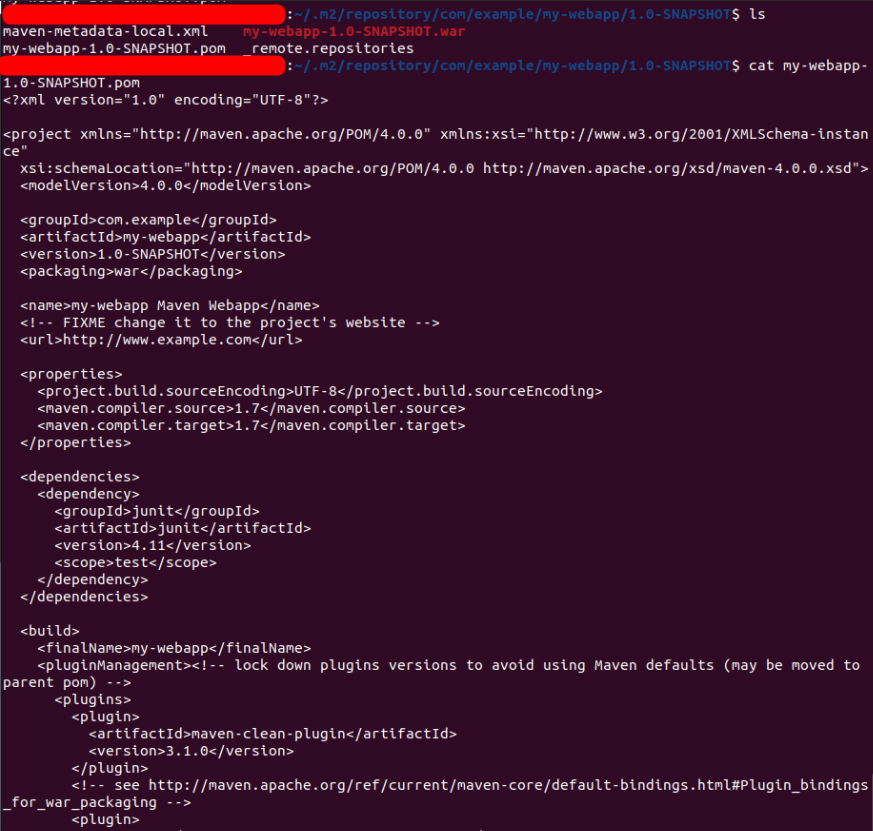 :~/.m2/repository/com/example/my-webapp/1.0-SNAPSHOT$ ls
maven-metadata-local.xml    my-webapp-1.0-SNAPSHOT.war
my-webapp-1.0-SNAPSHOT.pom  _remote.repositories
:~/.m2/repository/com/example/my-webapp/1.0-SNAPSHOT$ cat my-webapp-
1.0-SNAPSHOT.pom
<?xml version="1.0" encoding="UTF-8"?>

<project xmlns="http://maven.apache.org/POM/4.0.0" xmlns:xsi="http://www.w3.org/2001/XMLSchema-instan
ce"
  xsi:schemaLocation="http://maven.apache.org/POM/4.0.0 http://maven.apache.org/xsd/maven-4.0.0.xsd">
  <modelVersion>4.0.0</modelVersion>

  <groupId>com.example</groupId>
  <artifactId>my-webapp</artifactId>
  <version>1.0-SNAPSHOT</version>
  <packaging>war</packaging>

  <name>my-webapp Maven Webapp</name>
  <!-- FIXME change it to the project's website -->
  <url>http://www.example.com</url>

  <properties>
    <project.build.sourceEncoding>UTF-8</project.build.sourceEncoding>
    <maven.compiler.source>1.7</maven.compiler.source>
    <maven.compiler.target>1.7</maven.compiler.target>
  </properties>

  <dependencies>
    <dependency>
      <groupId>junit</groupId>
      <artifactId>junit</artifactId>
      <version>4.11</version>
      <scope>test</scope>
    </dependency>
  </dependencies>

  <build>
    <finalName>my-webapp</finalName>
    <pluginManagement><!-- lock down plugins versions to avoid using Maven defaults (may be moved to
parent pom) -->
      <plugins>
        <plugin>
          <artifactId>maven-clean-plugin</artifactId>
          <version>3.1.0</version>
        </plugin>
        <!-- see http://maven.apache.org/ref/current/maven-core/default-bindings.html#Plugin_bindings
_for_war_packaging -->
        <plugin>